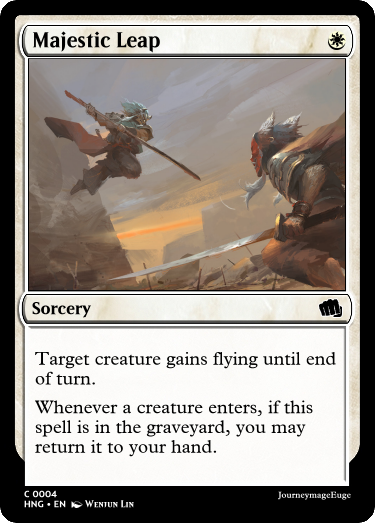 Majestic Leap
Sorcery
Target creature gains flying until end
of turn.
Whenever a creature enters, if this
spell is in the graveyard, you may
return it to your hand.
C 0004
HNG • EN Wenjun Lin
JourneymageEuge